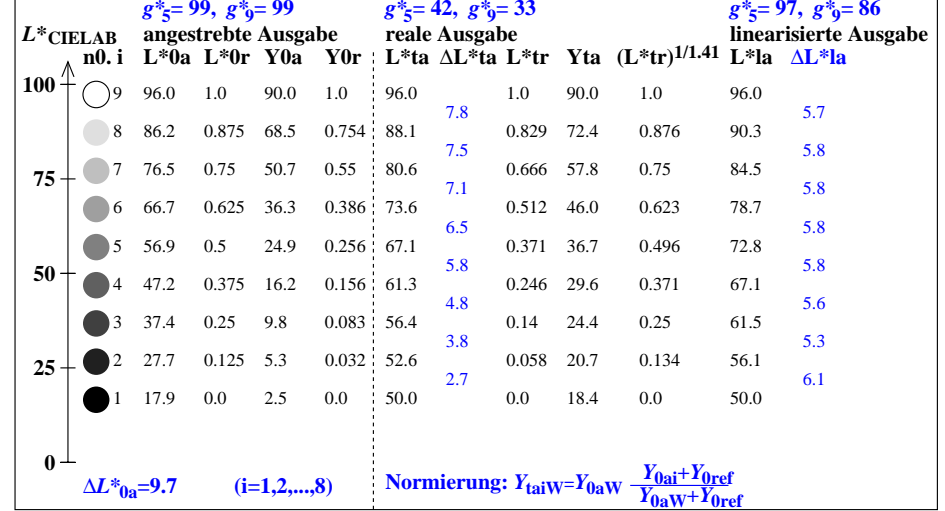 g*5= 99, g*9= 99 g*5= 42, g*9= 33 g*5= 97, g*9= 86
L*CIELAB angestrebte Ausgabe reale Ausgabe linearisierte Ausgabe
n0. i L*0a L*0r Y0a Y0r L*ta ΔL*ta L*tr Yta (L*tr)1/1.41 L*la ΔL*la
100 9 96.0 1.0 90.0 1.0 96.0 1.0 90.0 1.0 96.0
7.8 5.7
8 86.2 0.875 68.5 0.754 88.1 0.829 72.4 0.876 90.3
7.5 5.8
75 7 76.5 0.75 50.7 0.55 80.6 0.666 57.8 0.75 84.5
7.1 5.8
6 66.7 0.625 36.3 0.386 73.6 0.512 46.0 0.623 78.7
6.5 5.8
5 56.9 0.5 24.9 0.256 67.1 0.371 36.7 0.496 72.8
50 5.8 5.8
4 47.2 0.375 16.2 0.156 61.3 0.246 29.6 0.371 67.1
4.8 5.6
3 37.4 0.25 9.8 0.083 56.4 0.14 24.4 0.25 61.5
3.8 5.3
25 2 27.7 0.125 5.3 0.032 52.6 0.058 20.7 0.134 56.1
2.7 6.1
1 17.9 0.0 2.5 0.0 50.0 0.0 18.4 0.0 50.0
0
ΔL*0a=9.7 (i=1,2,...,8) Normierung: YtaiW=Y0aW Y0ai+Y0ref
Y0aW+Y0ref